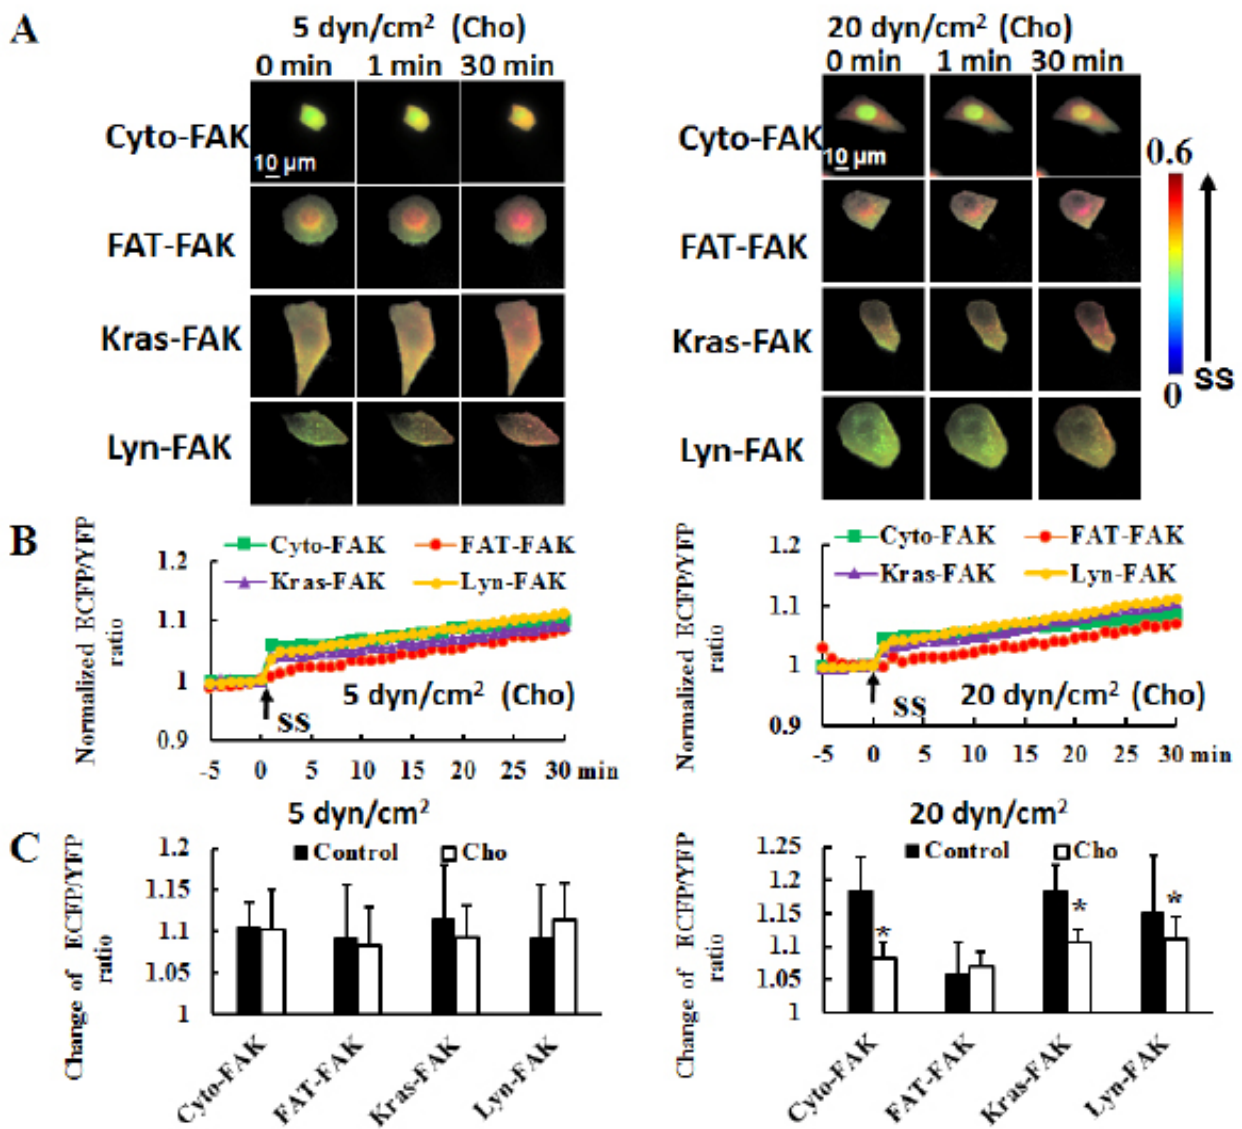 A
5 dyn/cm² (Cho)
20 dyn/cm² (Cho)
0 min 1 min 30 min
0 min 1 min 30 min
Cyto-FAK
10 µm
Cyto-FAK
10 µm
0.6
FAT-FAK
FAT-FAK
Kras-FAK
Kras-FAK
0 SS
Lyn-FAK
Lyn-FAK
B
Normalized ECFP/YFP
ratio
Cyto-FAK FAT-FAK
Kras-FAK Lyn-FAK
1.2
1.1
1
0.9
SS
5 dyn/cm² (Cho)
-5 0 5 10 15 20 25 30 min
Normalized ECFP/YFP
ratio
Cyto-FAK FAT-FAK
Kras-FAK Lyn-FAK
1.2
1.1
1
0.9
SS
20 dyn/cm² (Cho)
-5 0 5 10 15 20 25 30 min
C
5 dyn/cm²
Change of ECFP/YFP
ratio
Control Cho
1.2
1.15
1.1
1.05
1
Cyto-FAK FAT-FAK Kras-FAK Lyn-FAK
20 dyn/cm²
Change of ECFP/YFP
ratio
Control Cho
1.25
1.2
1.15
1.1
1.05
1
* * *
Cyto-FAK FAT-FAK Kras-FAK Lyn-FAK